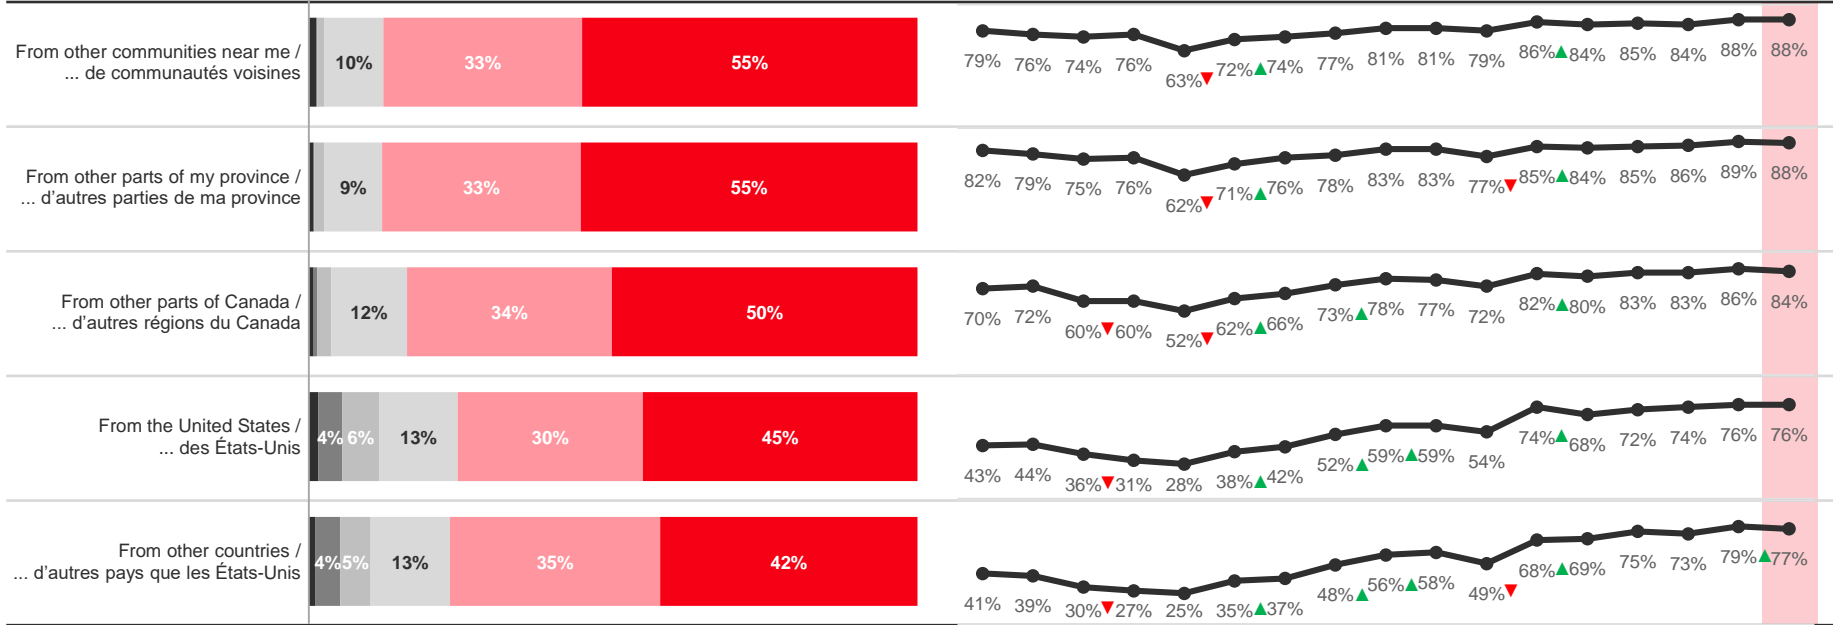 From other communities near me /
... de communautés voisines
10% 33% 55%
79% 76% 74% 76% 63%▼ 72%▲ 74% 77% 81% 81% 79% 86%▲ 84% 85% 84% 88% 88%
From other parts of my province /
... d'autres parties de ma province
9% 33% 55%
82% 79% 75% 76% 62%▼ 71%▲ 76% 78% 83% 83% 77%▼ 85%▲ 84% 85% 86% 89% 88%
From other parts of Canada /
... d'autres régions du Canada
12% 34% 50%
70% 72% 60%▼ 60% 52%▼ 62%▲ 66% 73%▲ 78% 77% 72% 82%▲ 80% 83% 83% 86% 84%
From the United States /
... des États-Unis
4% 6% 13% 30% 45%
43% 44% 36%▼ 31% 28% 38%▲ 42% 52%▲ 59%▲ 59% 54% 74%▲ 68% 72% 74% 76% 76%
From other countries /
... d'autres pays que les États-Unis
4% 5% 13% 35% 42%
41% 39% 30%▼ 27% 25% 35%▲ 37% 48%▲ 56%▲ 58% 49%▼ 68%▲ 69% 75% 73% 79%▲ 77%